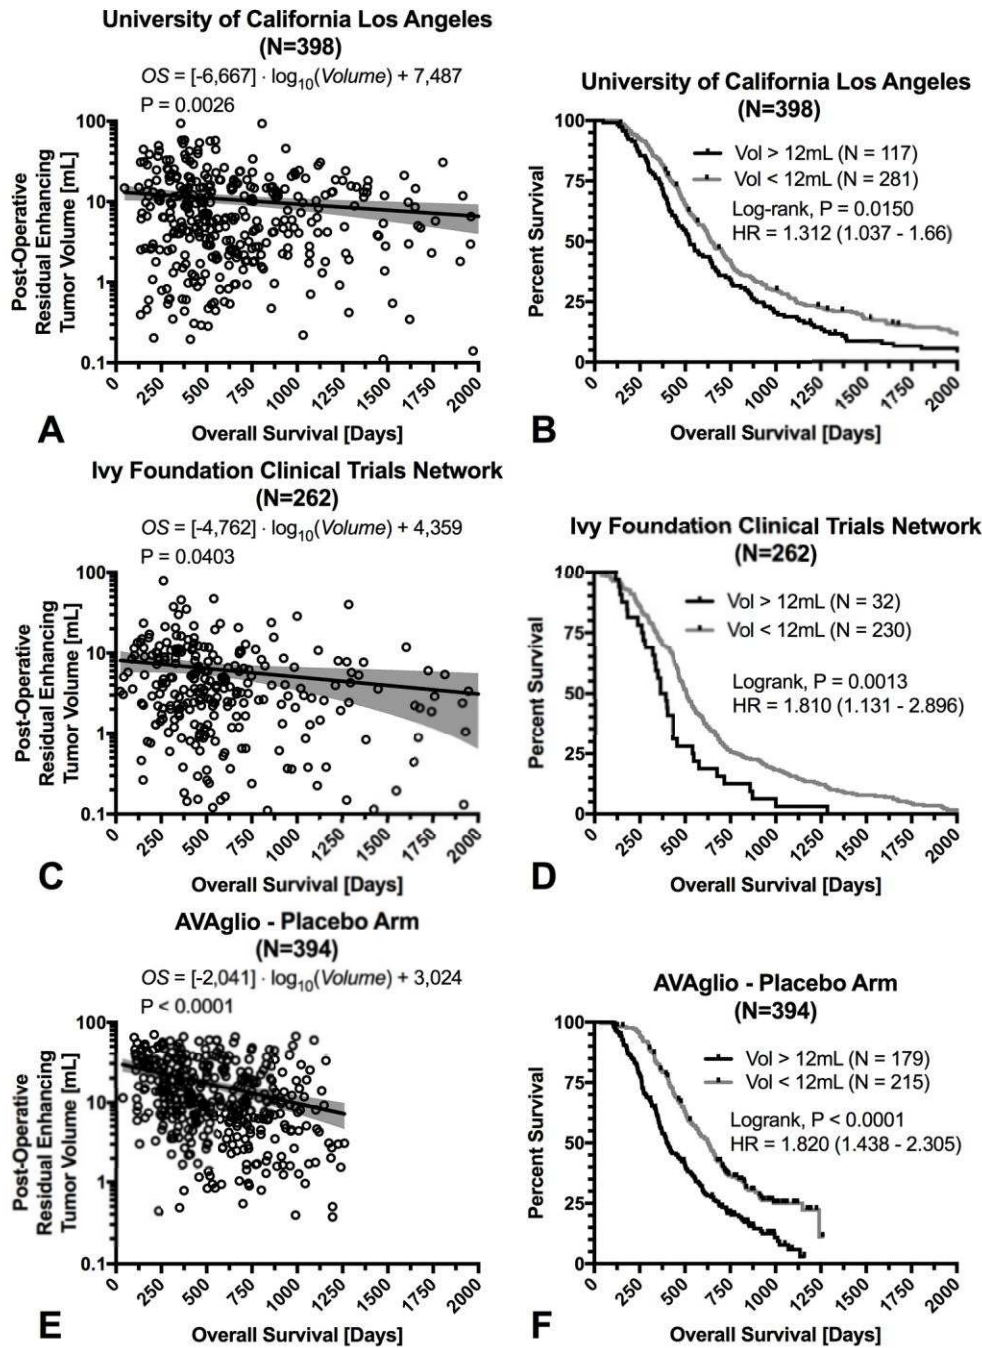 University of California Los Angeles
(N=398)
OS = [-6,667] · log10(Volume) + 7,487
P = 0.0026
Post-Operative
Residual Enhancing
Tumor Volume [mL]
100
10
1
0.1
0 250 500 750 1000 1250 1500 1750 2000
Overall Survival [Days]
A
University of California Los Angeles
(N=398)
Vol > 12mL (N = 117)
Vol < 12mL (N = 281)
Log-rank, P = 0.0150
HR = 1.312 (1.037 - 1.66)
Percent Survival
100
75
50
25
0
0 250 500 750 1000 1250 1500 1750 2000
Overall Survival [Days]
B
Ivy Foundation Clinical Trials Network
(N=262)
OS = [-4,762] · log10(Volume) + 4,359
P = 0.0403
Post-Operative
Residual Enhancing
Tumor Volume [mL]
100
10
1
0.1
0 250 500 750 1000 1250 1500 1750 2000
Overall Survival [Days]
C
Ivy Foundation Clinical Trials Network
(N=262)
Vol > 12mL (N = 32)
Vol < 12mL (N = 230)
Logrank, P = 0.0013
HR = 1.810 (1.131 - 2.896)
Percent Survival
100
75
50
25
0
0 250 500 750 1000 1250 1500 1750 2000
Overall Survival [Days]
D
AVAglio - Placebo Arm
(N=394)
OS = [-2,041] · log10(Volume) + 3,024
P < 0.0001
Post-Operative
Residual Enhancing
Tumor Volume [mL]
100
10
1
0.1
0 250 500 750 1000 1250 1500 1750 2000
Overall Survival [Days]
E
AVAglio - Placebo Arm
(N=394)
Vol > 12mL (N = 179)
Vol < 12mL (N = 215)
Logrank, P < 0.0001
HR = 1.820 (1.438 - 2.305)
Percent Survival
100
75
50
25
0
0 250 500 750 1000 1250 1500 1750 2000
Overall Survival [Days]
F